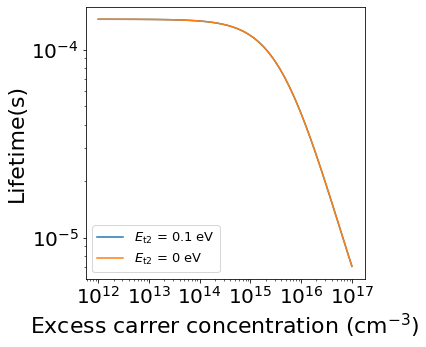 Lifetime(s)
10⁻⁴
10⁻⁵
E_t2 = 0.1 eV
E_t2 = 0 eV
10¹² 10¹³ 10¹⁴ 10¹⁵ 10¹⁶ 10¹⁷
Excess carrer concentration (cm⁻³)